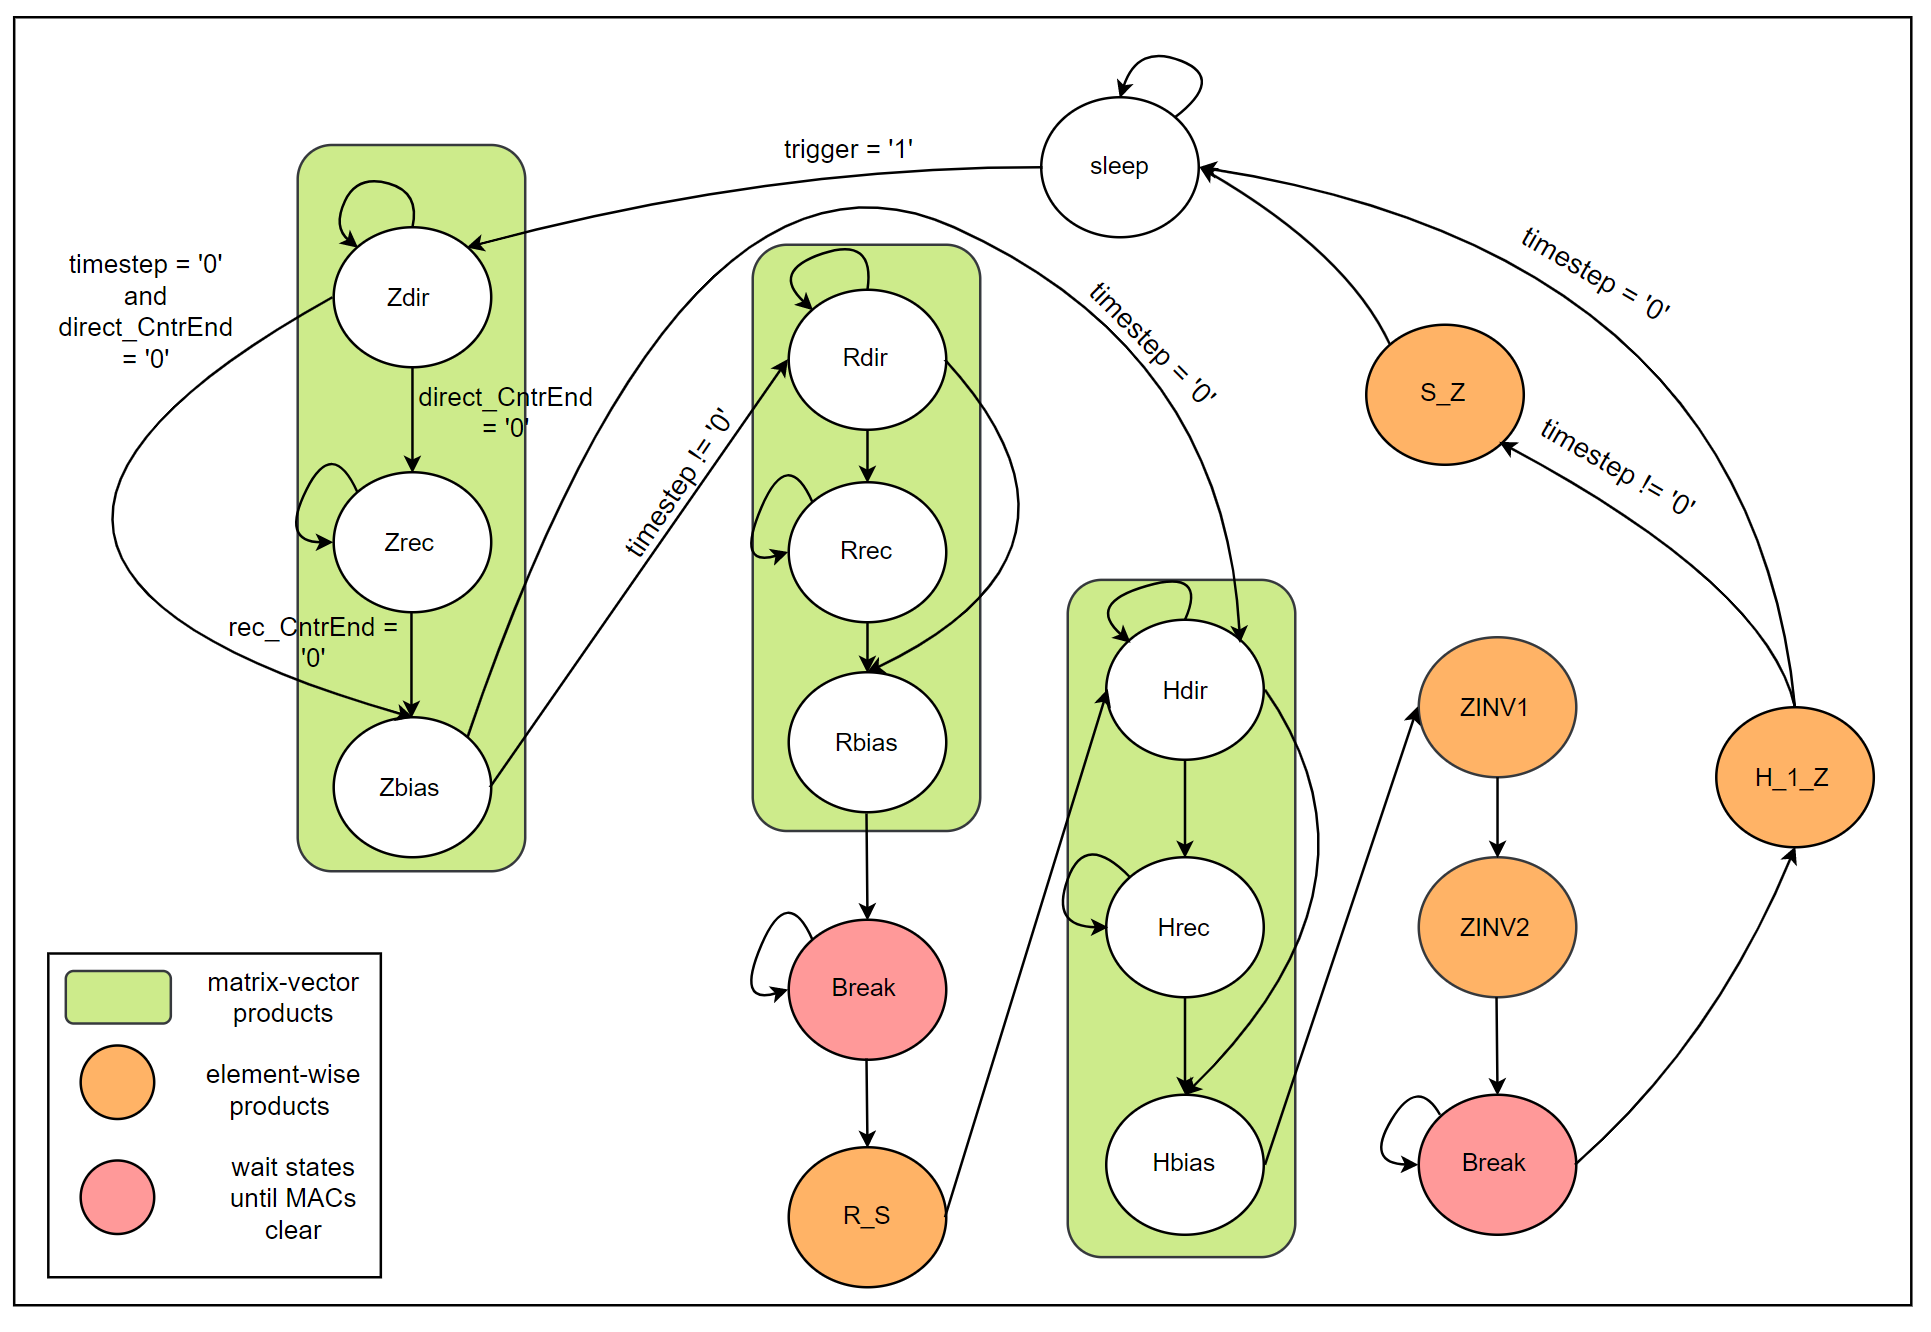 sleep
trigger = '1'
timestep = '0'
and
direct_CntrEnd
= '0'
Zdir
direct_CntrEnd
= '0'
Zrec
rec_CntrEnd =
'0'
Zbias
timestep != '0'
timestep = '0'
Rdir
Rrec
Rbias
Break
R_S
Hdir
Hrec
Hbias
ZINV1
ZINV2
Break
H_1_Z
timestep != '0'
timestep = '0'
S_Z
matrix-vector
products
element-wise
products
wait states
until MACs
clear